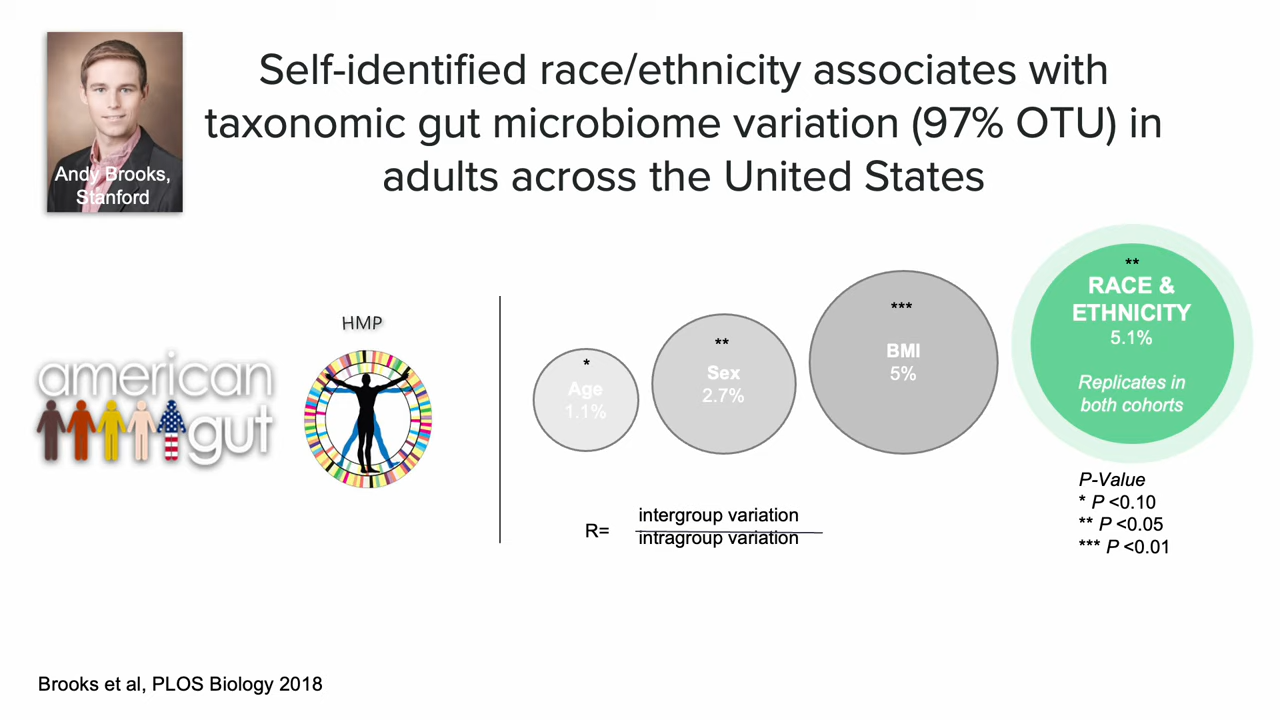 Self-identified race/ethnicity associates with
taxonomic gut microbiome variation (97% OTU) in
adults across the United States
Andy Brooks,
Stanford
american
gut
HMP
*
Age
1.1%
**
Sex
2.7%
***
BMI
5%
**
RACE &
ETHNICITY
5.1%
Replicates in
both cohorts
R=
intergroup variation
intragroup variation
P-Value
* P <0.10
** P <0.05
*** P <0.01
Brooks et al, PLOS Biology 2018